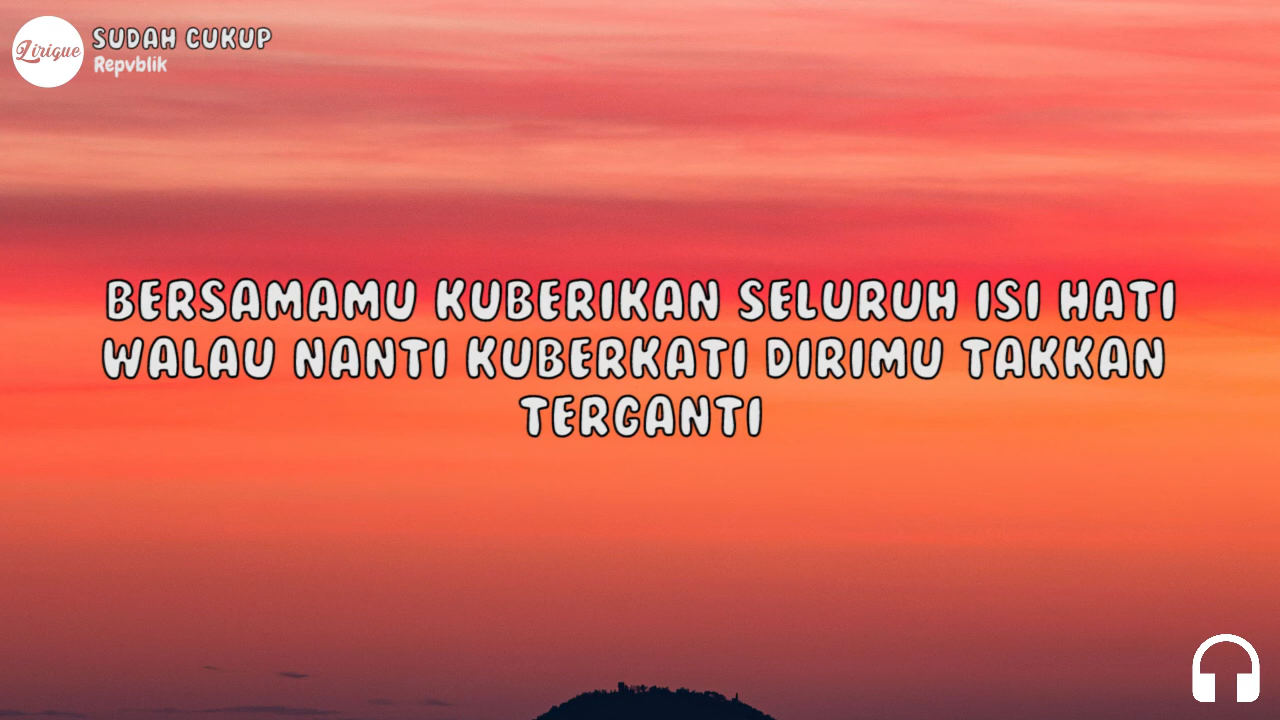 Lirique
SUDAH CUKUP
Repvblik
BERSAMAMU KUBERIKAN SELURUH ISI HATI
WALAU NANTI KUBERKATI DIRIMU TAKKAN
TERGANTI